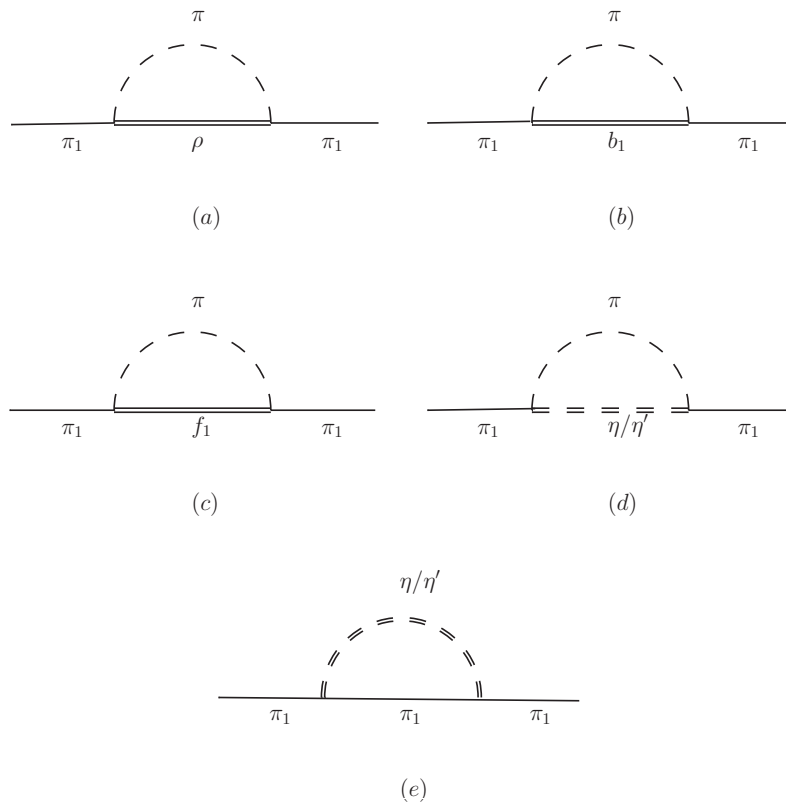 π π
π₁ ρ π₁ π₁ b₁ π₁
(a) (b)
π π
π₁ f₁ π₁ π₁ η/η′ π₁
(c) (d)
η/η′
π₁ π₁ π₁
(e)